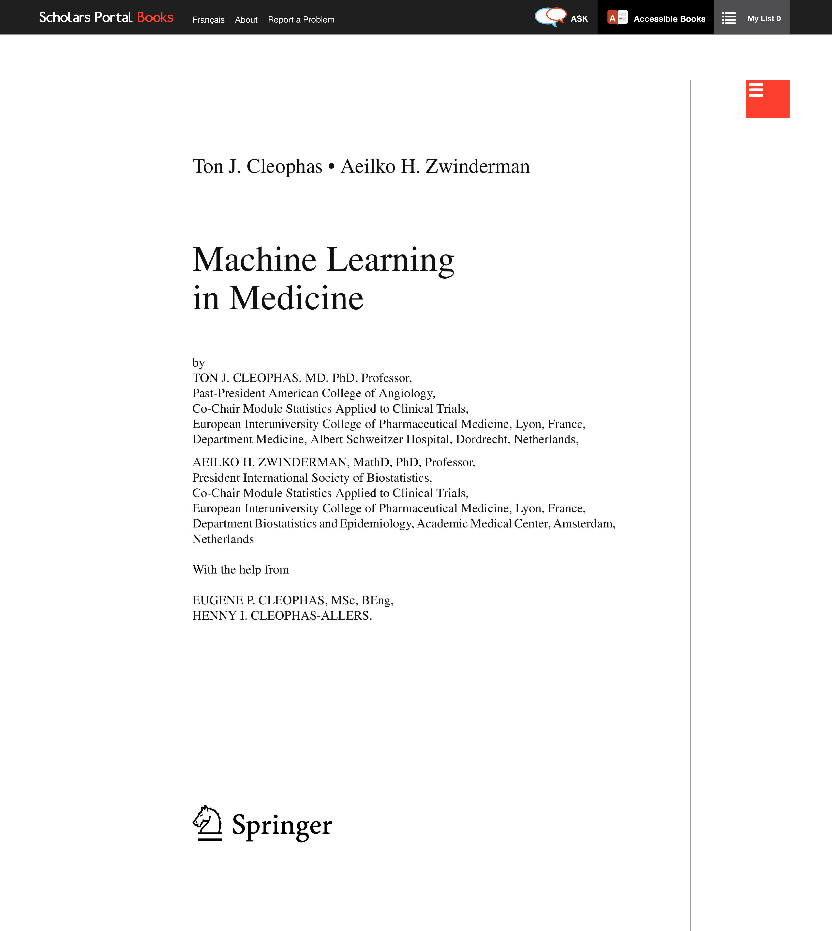 Scholars Portal Books
Français About Report a Problem
ASK
A Accessible Books
My List 0
Ton J. Cleophas • Aeilko H. Zwinderman
Machine Learning
in Medicine
by
TON J. CLEOPHAS, MD, PhD, Professor,
Past-President American College of Angiology,
Co-Chair Module Statistics Applied to Clinical Trials,
European Interuniversity College of Pharmaceutical Medicine, Lyon, France,
Department Medicine, Albert Schweitzer Hospital, Dordrecht, Netherlands,
AEILKO H. ZWINDERMAN, MathD, PhD, Professor,
President International Society of Biostatistics,
Co-Chair Module Statistics Applied to Clinical Trials,
European Interuniversity College of Pharmaceutical Medicine, Lyon, France,
Department Biostatistics and Epidemiology, Academic Medical Center, Amsterdam,
Netherlands
With the help from
EUGENE P. CLEOPHAS, MSc, BEng,
HENNY I. CLEOPHAS-ALLERS.
Springer